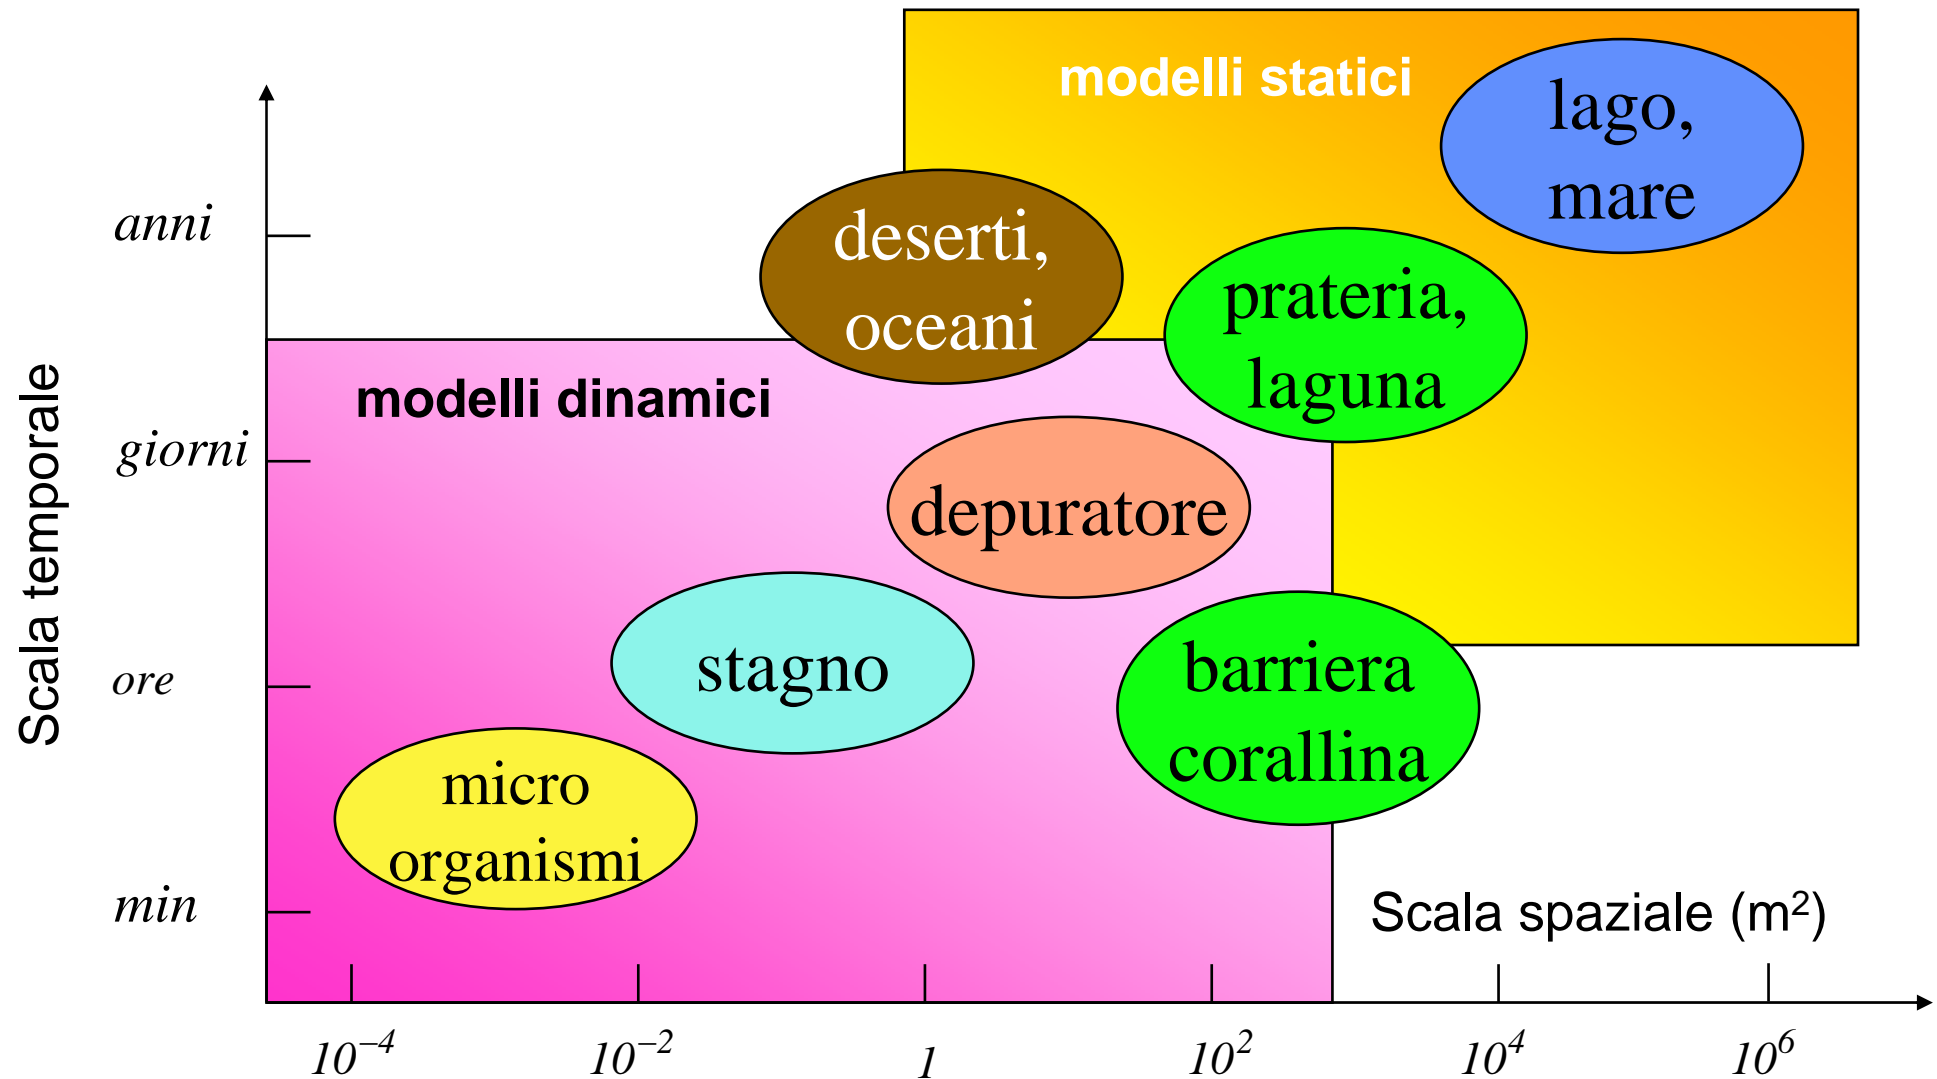 modelli statici
lago,
mare
anni
deserti,
oceani
prateria,
laguna
modelli dinamici
giorni
depuratore
Scala temporale
stagno
barriera
corallina
ore
micro
organismi
min
Scala spaziale (m²)
10⁻⁴
10⁻²
1
10²
10⁴
10⁶